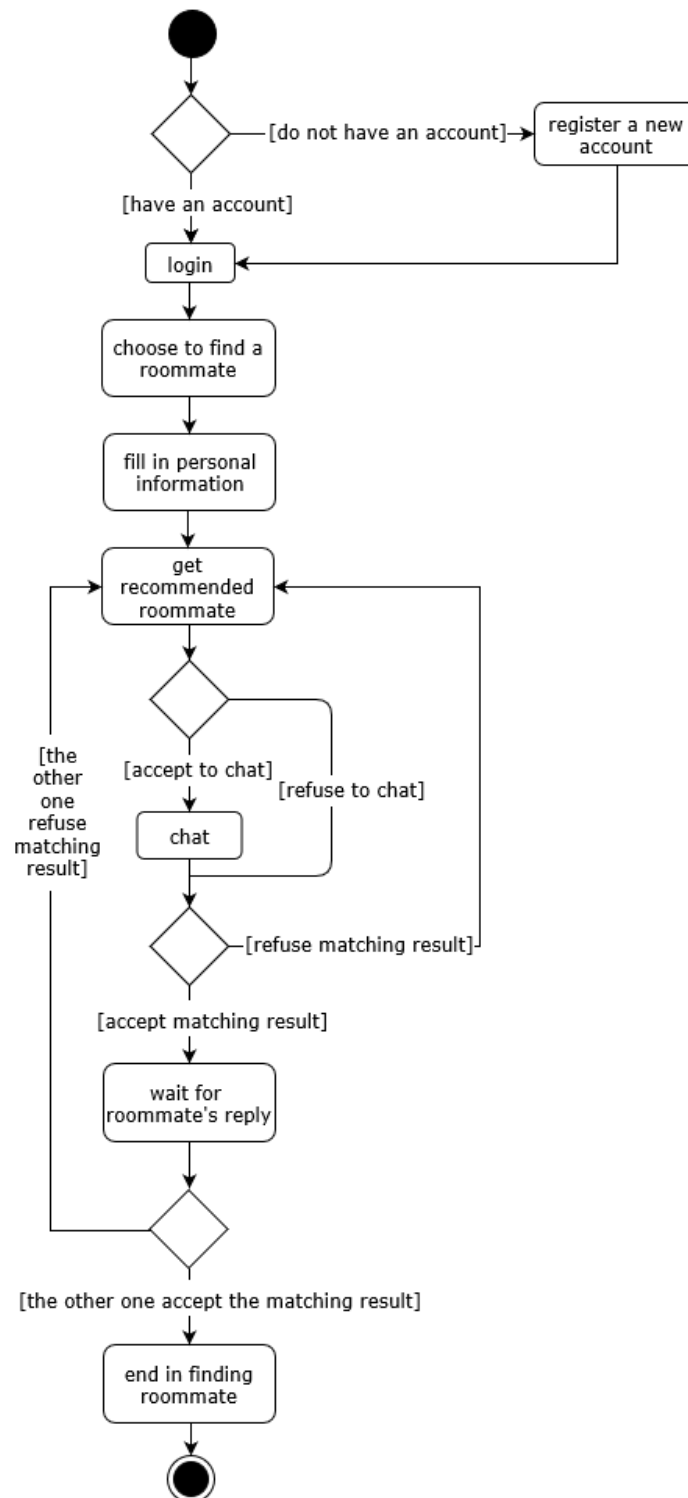 [do not have an account]
register a new
account
[have an account]
login
choose to find a
roommate
fill in personal
information
get
recommended
roommate
[the
other
one
refuse
matching
result]
[accept to chat]
[refuse to chat]
chat
[refuse matching result]
[accept matching result]
wait for
roommate's reply
[the other one accept the matching result]
end in finding
roommate